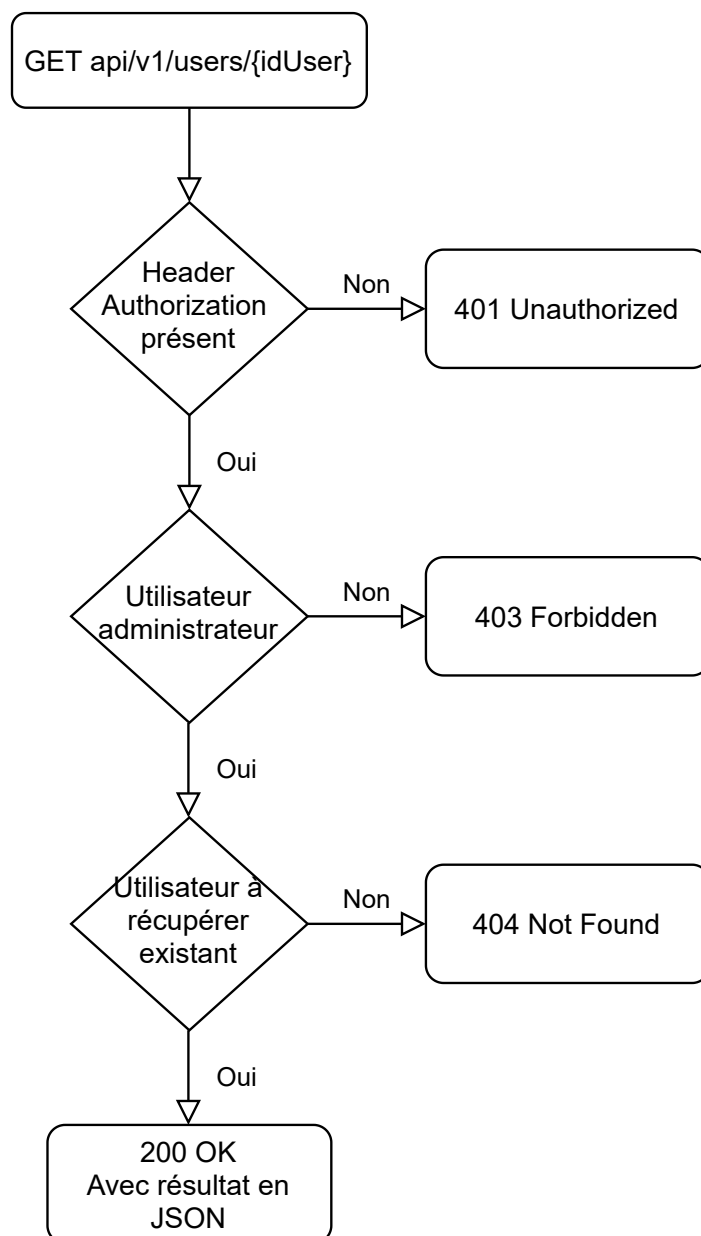 GET api/v1/users/{idUser}
Header
Authorization
présent
Non
401 Unauthorized
Oui
Utilisateur
administrateur
Non
403 Forbidden
Oui
Utilisateur à
récupérer
existant
Non
404 Not Found
Oui
200 OK
Avec résultat en
JSON